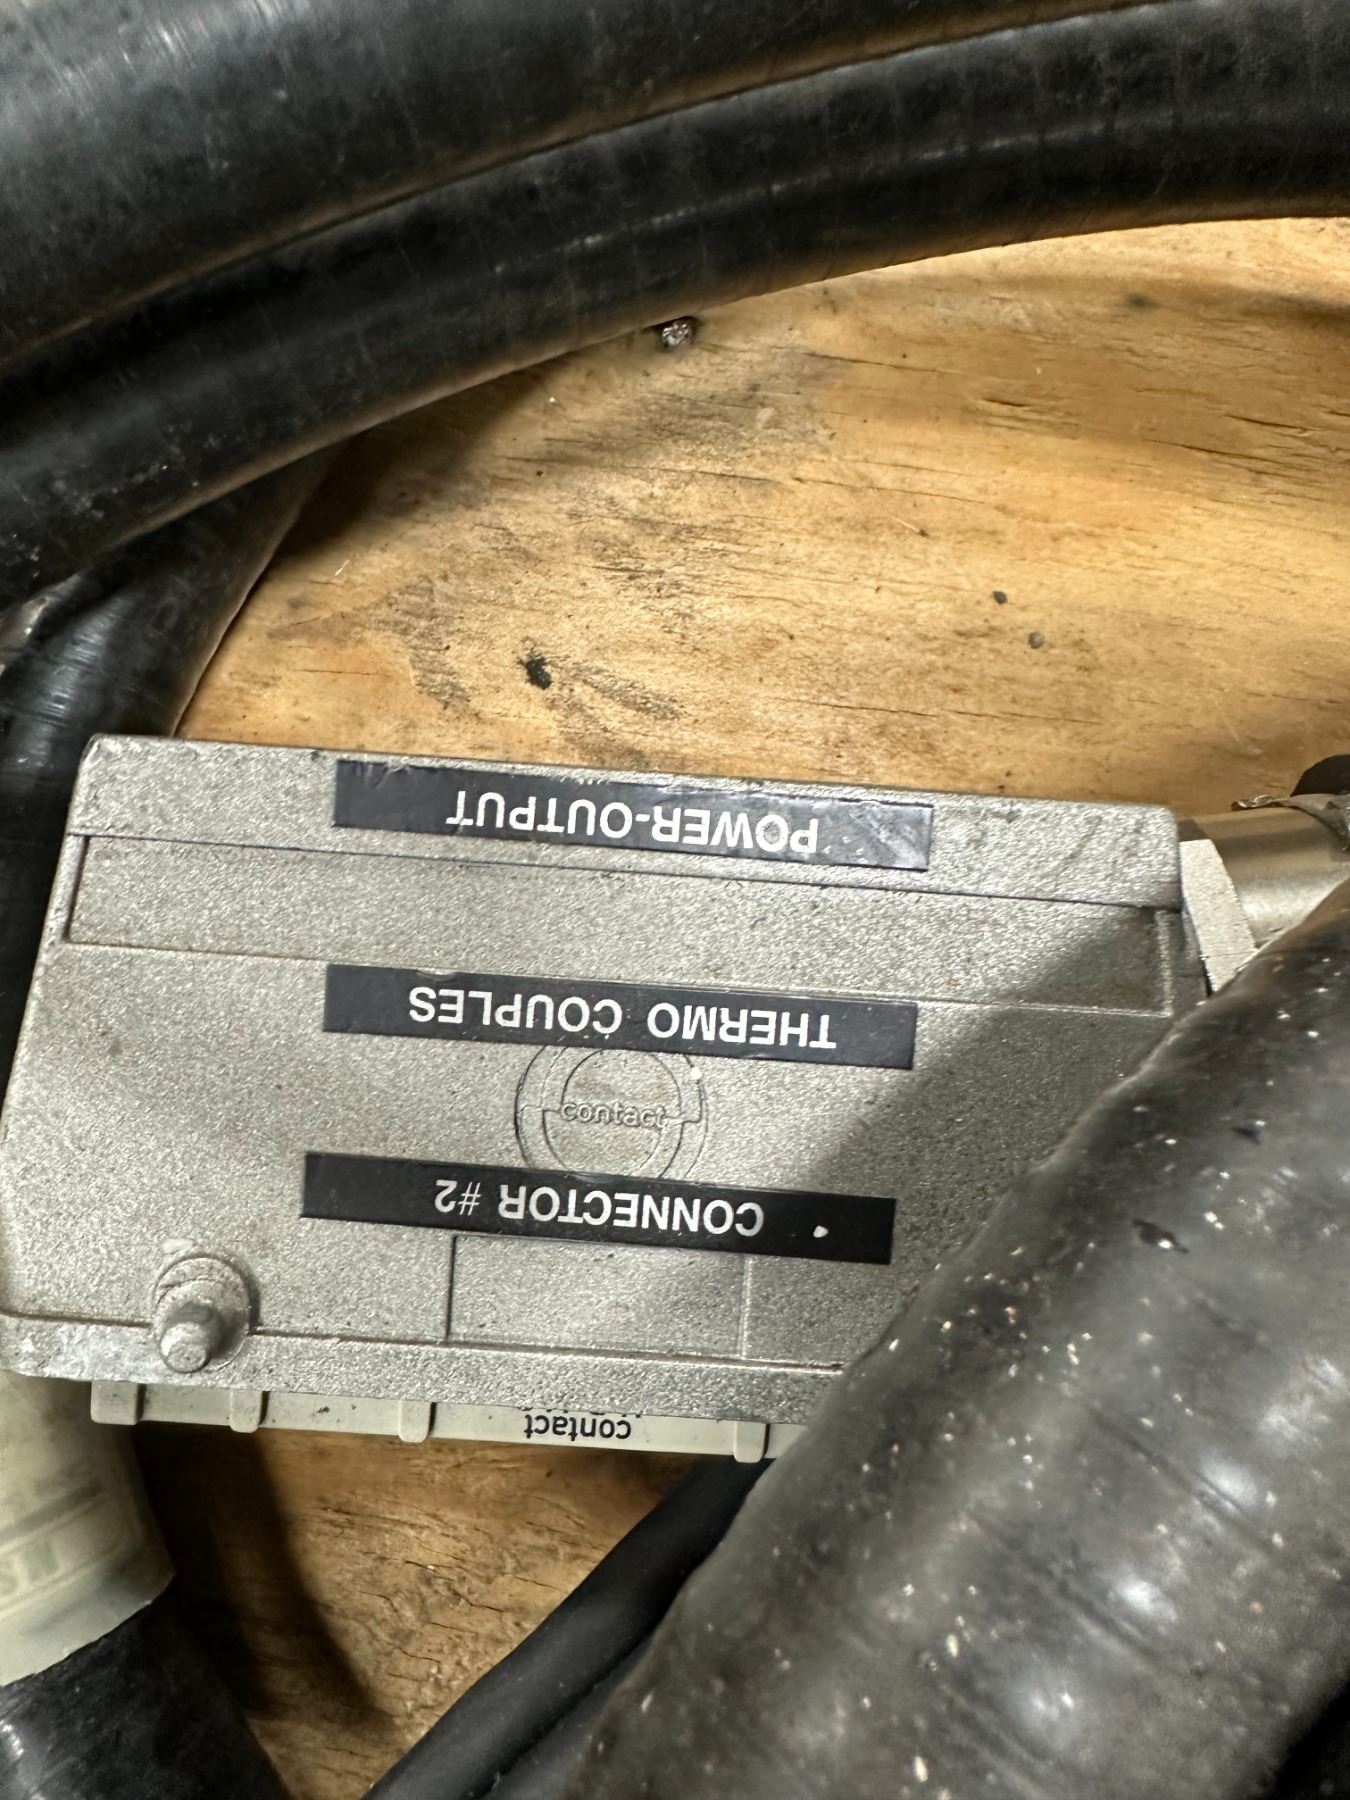 • CONNECTOR #2
THERMO COUPLES
POWER-OUTPUT
contact
contact